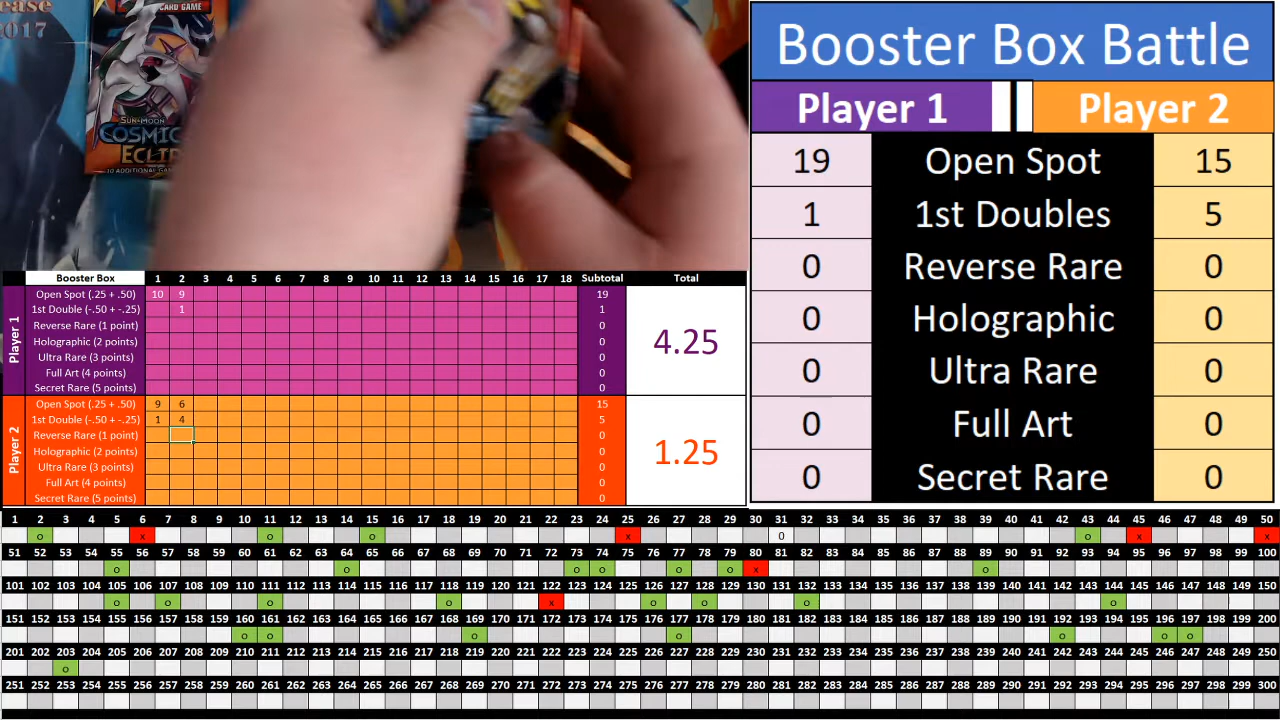 ease
2017
CARD GAME
SUN & MOON
COSMIC
ECLIP
10 ADDITIONAL GA
Booster Box Battle
Player 1 Player 2
19 Open Spot 15
1 1st Doubles 5
0 Reverse Rare 0
0 Holographic 0
0 Ultra Rare 0
0 Full Art 0
0 Secret Rare 0
Booster Box 1 2 3 4 5 6 7 8 9 10 11 12 13 14 15 16 17 18 Subtotal Total
Player 1
Open Spot (.25 + .50) 10 9 19
1st Double (-.50 + -.25) 1 1
Reverse Rare (1 point) 0
Holographic (2 points) 0
Ultra Rare (3 points) 0
Full Art (4 points) 0
Secret Rare (5 points) 0
4.25
Player 2
Open Spot (.25 + .50) 9 6 15
1st Double (-.50 + -.25) 1 4 5
Reverse Rare (1 point) 0
Holographic (2 points) 0
Ultra Rare (3 points) 0
Full Art (4 points) 0
Secret Rare (5 points) 0
1.25
1 2 3 4 5 6 7 8 9 10 11 12 13 14 15 16 17 18 19 20 21 22 23 24 25 26 27 28 29 30 31 32 33 34 35 36 37 38 39 40 41 42 43 44 45 46 47 48 49 50
o x o o x 0 o x x
51 52 53 54 55 56 57 58 59 60 61 62 63 64 65 66 67 68 69 70 71 72 73 74 75 76 77 78 79 80 81 82 83 84 85 86 87 88 89 90 91 92 93 94 95 96 97 98 99 100
o o o o o o x o
101 102 103 104 105 106 107 108 109 110 111 112 113 114 115 116 117 118 119 120 121 122 123 124 125 126 127 128 129 130 131 132 133 134 135 136 137 138 139 140 141 142 143 144 145 146 147 148 149 150
o o o o x o o o o
151 152 153 154 155 156 157 158 159 160 161 162 163 164 165 166 167 168 169 170 171 172 173 174 175 176 177 178 179 180 181 182 183 184 185 186 187 188 189 190 191 192 193 194 195 196 197 198 199 200
o o o o o o o
201 202 203 204 205 206 207 208 209 210 211 212 213 214 215 216 217 218 219 220 221 222 223 224 225 226 227 228 229 230 231 232 233 234 235 236 237 238 239 240 241 242 243 244 245 246 247 248 249 250
o
251 252 253 254 255 256 257 258 259 260 261 262 263 264 265 266 267 268 269 270 271 272 273 274 275 276 277 278 279 280 281 282 283 284 285 286 287 288 289 290 291 292 293 294 295 296 297 298 299 300